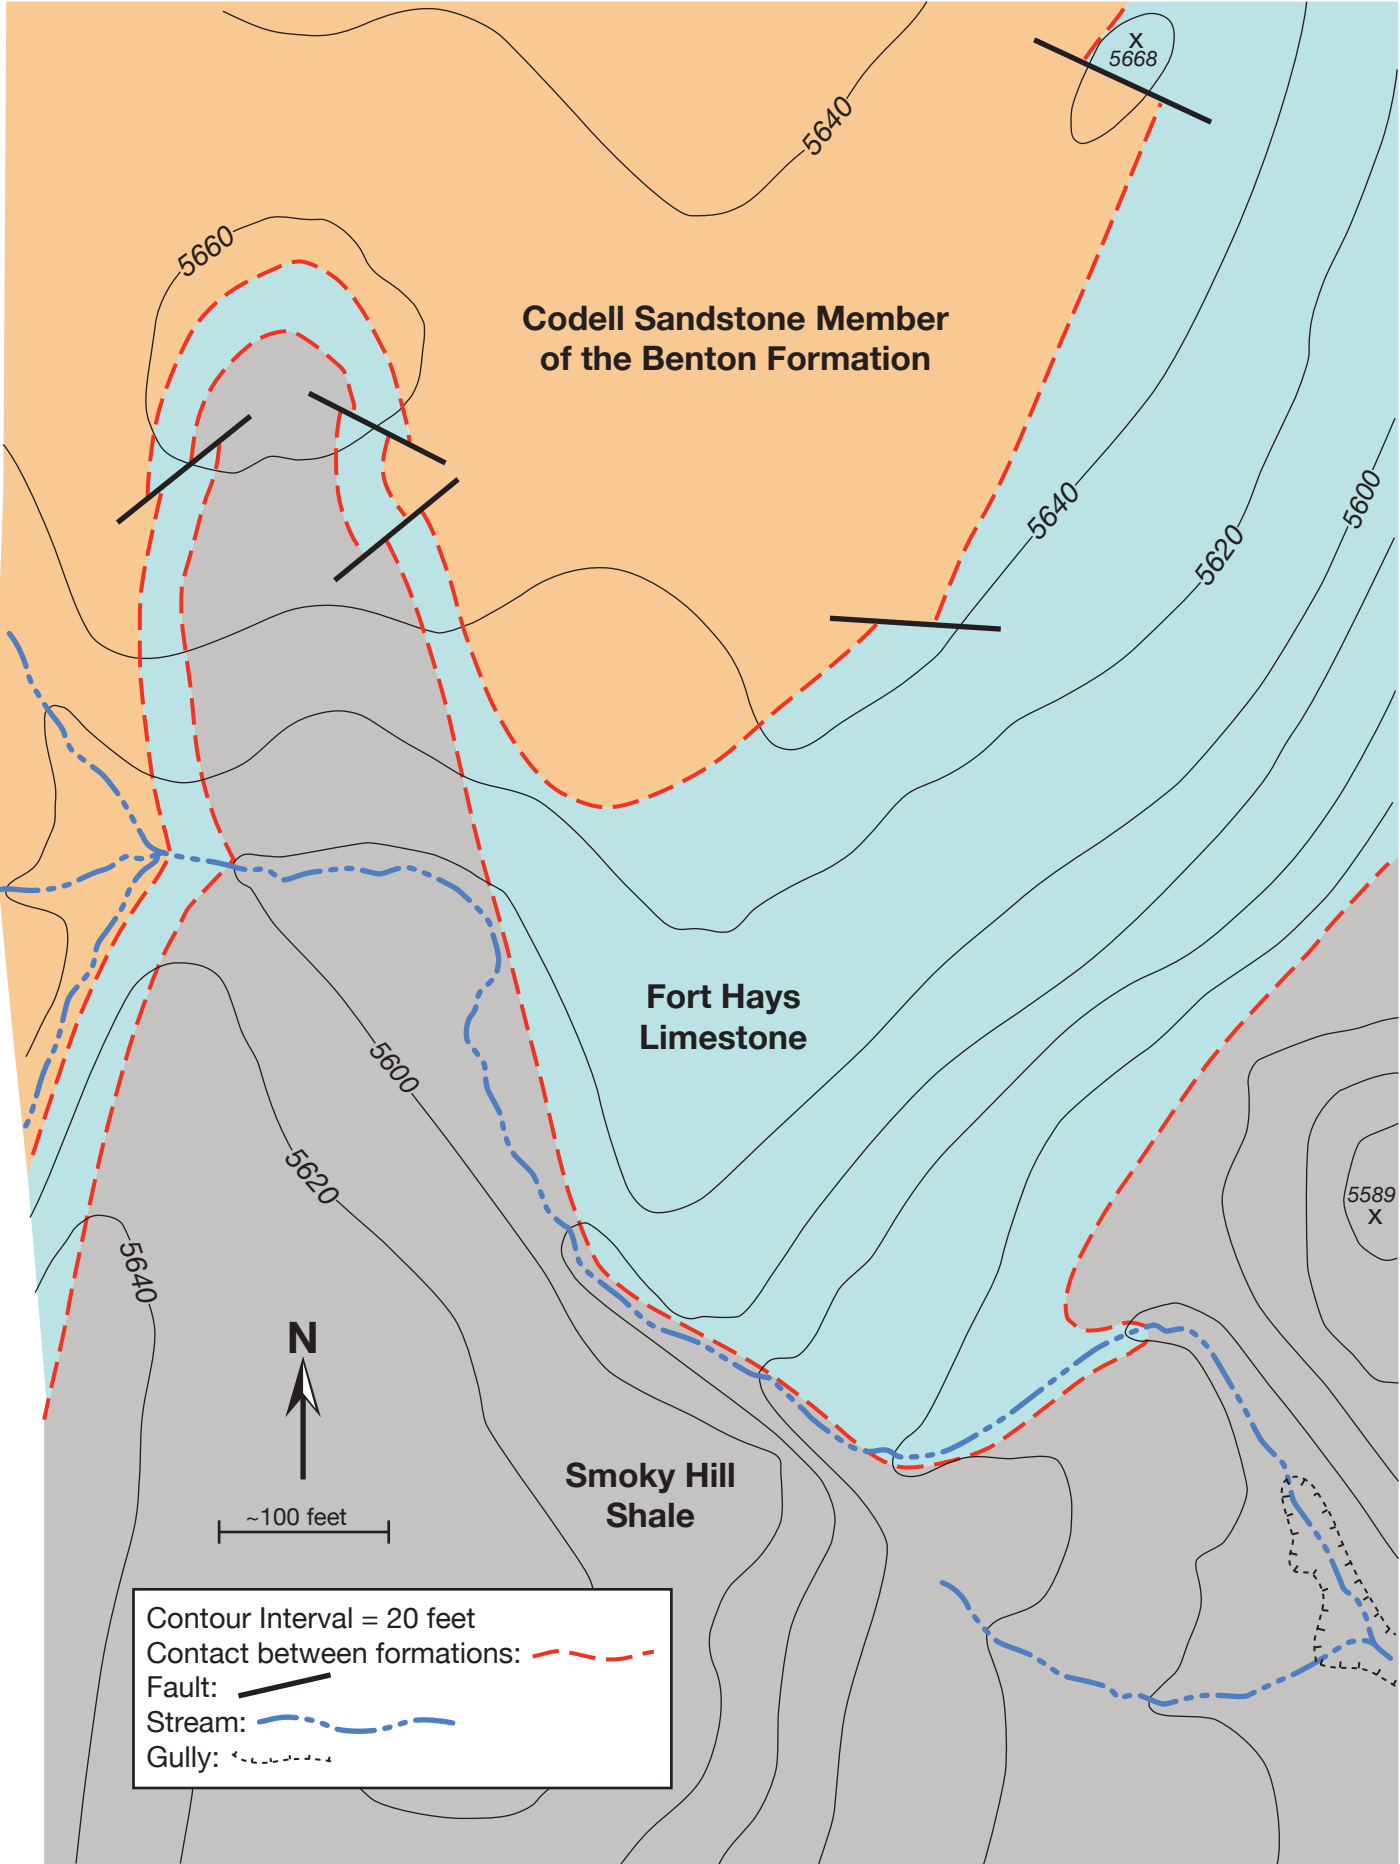 x
5668
5640
5660
Codell Sandstone Member
of the Benton Formation
5640
5600
5620
Fort Hays
Limestone
5600
5620
5589
x
5640
N
~100 feet
Smoky Hill
Shale
Contour Interval = 20 feet
Contact between formations:
Fault:
Stream:
Gully: